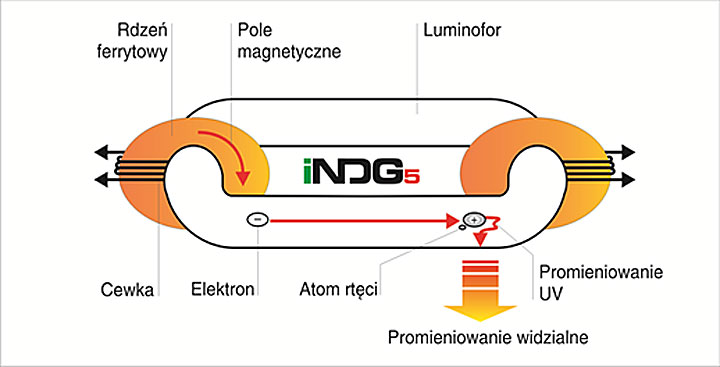 Rdzeń
ferrytowy
Pole
magnetyczne
Luminofor
iNDG5
−
+
Cewka
Elektron
Atom rtęci
Promieniowanie
UV
Promieniowanie widzialne